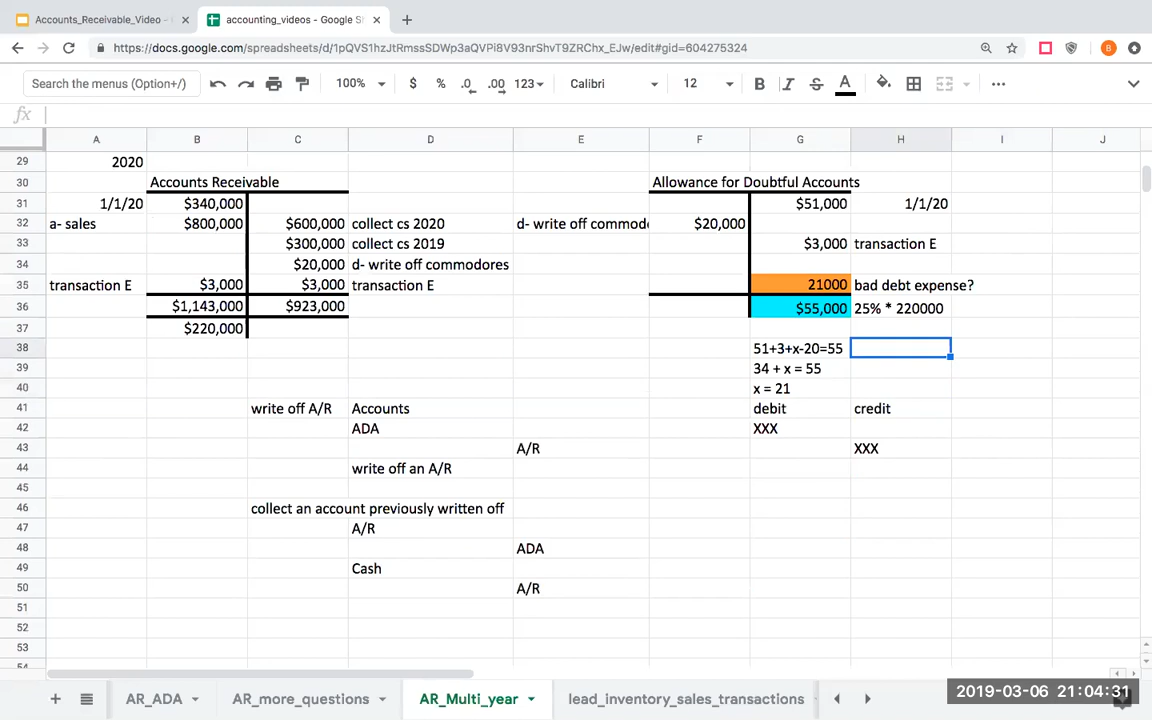 Accounts_Receivable_Video -
accounting_videos - Google S
https://docs.google.com/spreadsheets/d/1pQVS1hzJtRmssSDWp3aQVPi8V93nrShvT9ZRChx_EJw/edit#gid=604275324
B
Search the menus (Option+/) 100% $ % .0 .00 123 Calibri 12 B I S A
fx
A B C D E F G H I J
29 2020
30 Accounts Receivable Allowance for Doubtful Accounts
31 1/1/20 $340,000 $51,000 1/1/20
32 a- sales $800,000 $600,000 collect cs 2020 d- write off commod $20,000
33 $300,000 collect cs 2019 $3,000 transaction E
34 $20,000 d- write off commodores
35 transaction E $3,000 $3,000 transaction E 21000 bad debt expense?
36 $1,143,000 $923,000 $55,000 25% * 220000
37 $220,000
38 51+3+x-20=55
39 34 + x = 55
40 x = 21
41 write off A/R Accounts debit credit
42 ADA XXX
43 A/R XXX
44 write off an A/R
45
46 collect an account previously written off
47 A/R
48 ADA
49 Cash
50 A/R
51
52
53
54
AR_ADA AR_more_questions AR_Multi_year lead_inventory_sales_transactions
2019-03-06 21:04:31